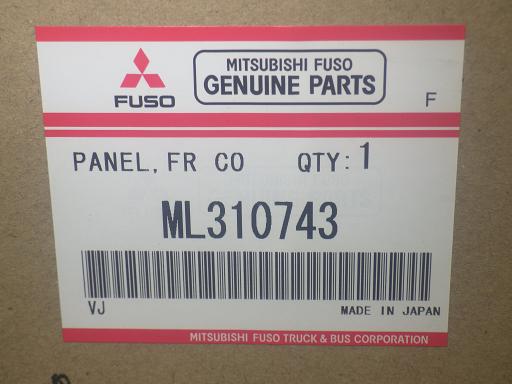 MITSUBISHI FUSO
GENUINE PARTS
FUSO
F
PANEL, FR CO QTY: 1
ML310743
VJ
MADE IN JAPAN
MITSUBISHI FUSO TRUCK & BUS CORPORATION